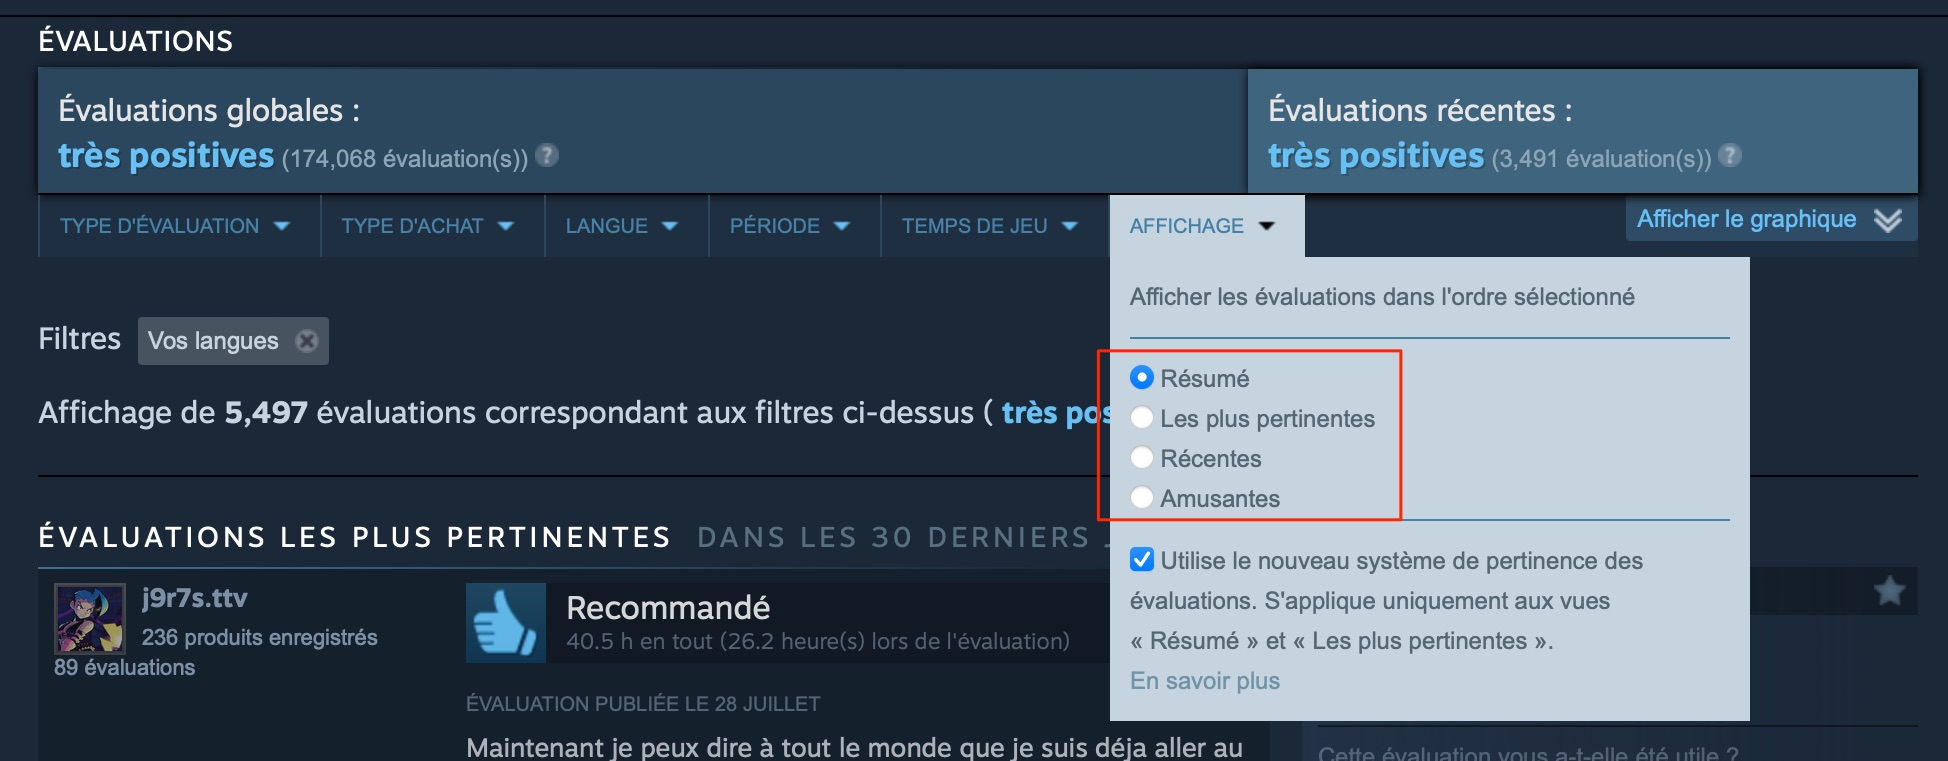 ÉVALUATIONS
Évaluations globales :
très positives (174,068 évaluation(s)) ?
Évaluations récentes :
très positives (3,491 évaluation(s)) ?
TYPE D'ÉVALUATION
TYPE D'ACHAT
LANGUE
PÉRIODE
TEMPS DE JEU
AFFICHAGE
Afficher le graphique
Afficher les évaluations dans l'ordre sélectionné
Résumé
Les plus pertinentes
Récentes
Amusantes
Utilise le nouveau système de pertinence des
évaluations. S'applique uniquement aux vues
« Résumé » et « Les plus pertinentes ».
En savoir plus
Filtres
Vos langues
Affichage de 5,497 évaluations correspondant aux filtres ci-dessus ( très pos
ÉVALUATIONS LES PLUS PERTINENTES DANS LES 30 DERNIERS
j9r7s.ttv
236 produits enregistrés
89 évaluations
Recommandé
40.5 h en tout (26.2 heure(s) lors de l'évaluation)
ÉVALUATION PUBLIÉE LE 28 JUILLET
Maintenant je peux dire à tout le monde que je suis déja aller au
Cette évaluation vous a-t-elle été utile ?